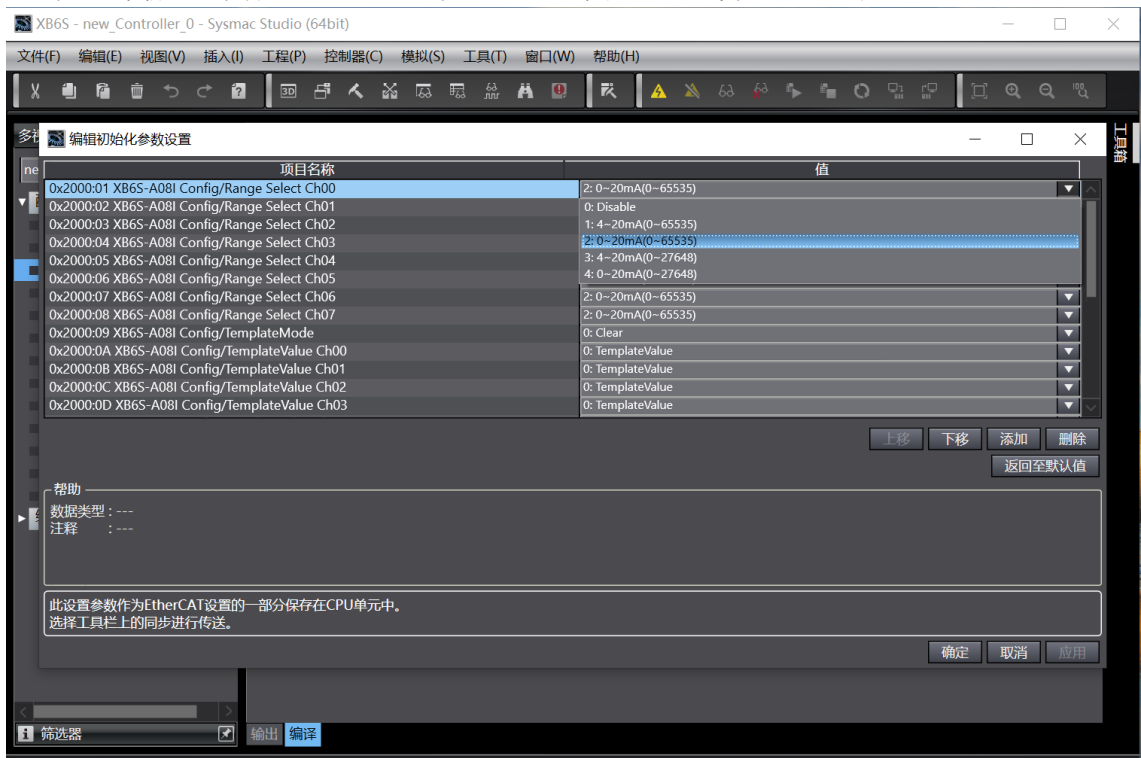 XB6S - new_Controller_0 - Sysmac Studio (64bit)
文件(F) 编辑(E) 视图(V) 插入(I) 工程(P) 控制器(C) 模拟(S) 工具(T) 窗口(W) 帮助(H)
3D
工具箱
编辑初始化参数设置
ne
项目名称 值
0x2000:01 XB6S-A08I Config/Range Select Ch00 2: 0~20mA(0~65535)
0x2000:02 XB6S-A08I Config/Range Select Ch01 0: Disable
0x2000:03 XB6S-A08I Config/Range Select Ch02 1: 4~20mA(0~65535)
0x2000:04 XB6S-A08I Config/Range Select Ch03 2: 0~20mA(0~65535)
0x2000:05 XB6S-A08I Config/Range Select Ch04 3: 4~20mA(0~27648)
0x2000:06 XB6S-A08I Config/Range Select Ch05 4: 0~20mA(0~27648)
0x2000:07 XB6S-A08I Config/Range Select Ch06 2: 0~20mA(0~65535)
0x2000:08 XB6S-A08I Config/Range Select Ch07 2: 0~20mA(0~65535)
0x2000:09 XB6S-A08I Config/TemplateMode 0: Clear
0x2000:0A XB6S-A08I Config/TemplateValue Ch00 0: TemplateValue
0x2000:0B XB6S-A08I Config/TemplateValue Ch01 0: TemplateValue
0x2000:0C XB6S-A08I Config/TemplateValue Ch02 0: TemplateValue
0x2000:0D XB6S-A08I Config/TemplateValue Ch03 0: TemplateValue
上移 下移 添加 删除
返回至默认值
帮助
数据类型 : ---
注释 : ---
此设置参数作为EtherCAT设置的一部分保存在CPU单元中。
选择工具栏上的同步进行传送。
确定 取消 应用
筛选器 输出 编译